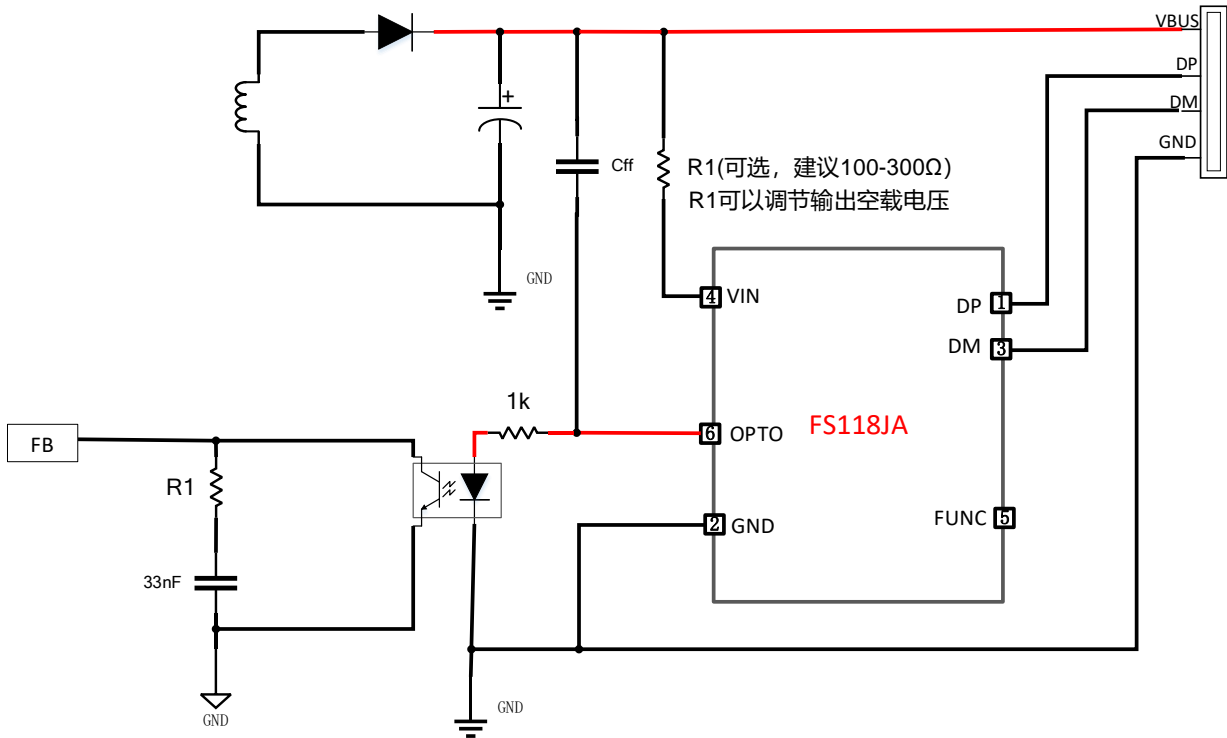 VBUS
DP
DM
GND
+
Cff
R1(可选，建议100-300Ω)
R1可以调节输出空载电压
GND
4
VIN
DP
1
DM
3
1k
6
OPTO
FS118JA
FB
R1
2
GND
FUNC
5
33nF
GND
GND